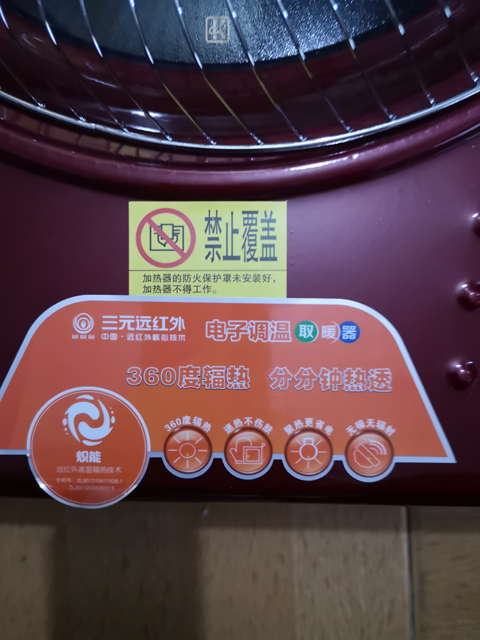 禁止覆盖
加热器的防火保护罩未安装好，
加热器不得工作。
三元远红外
中国·远红外核心技术
电子调温取暖器
360度辐热 分分钟热透
360度辐热
速热不伤肤
聚热更省电
无噪无辐射
炽能
远红外高温辐热技术